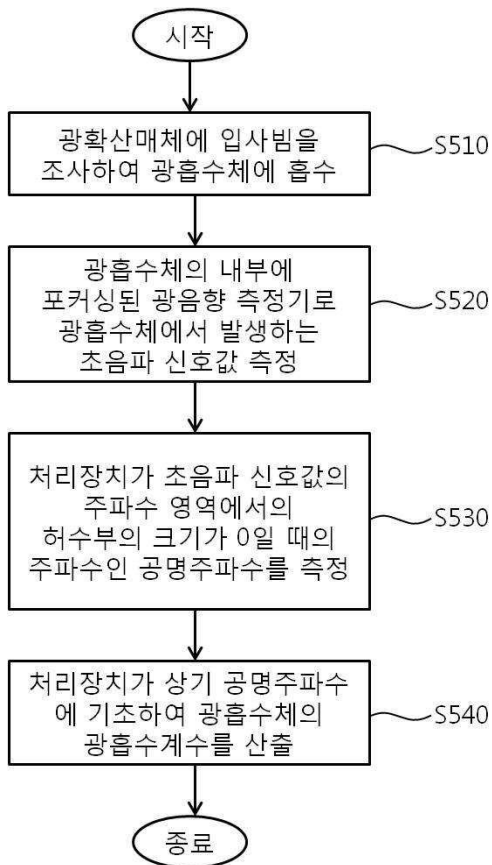 시작
광확산매체에 입사빔을
조사하여 광흡수체에 흡수
S510
광흡수체의 내부에
포커싱된 광음향 측정기로
광흡수체에서 발생하는
초음파 신호값 측정
S520
처리장치가 초음파 신호값의
주파수 영역에서의
허수부의 크기가 0일 때의
주파수인 공명주파수를 측정
S530
처리장치가 상기 공명주파수
에 기초하여 광흡수체의
광흡수계수를 산출
S540
종료